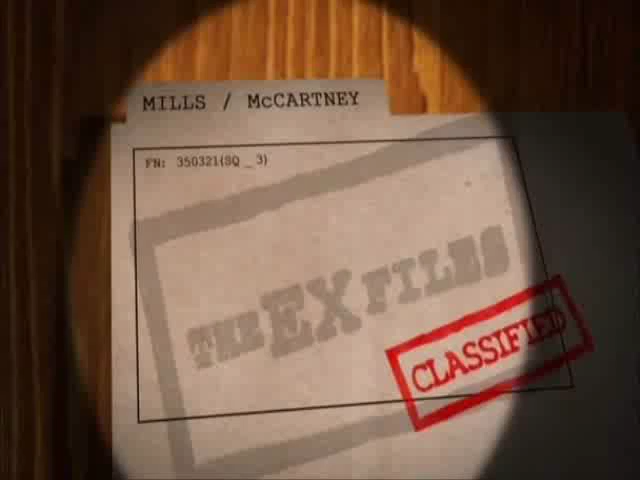 MILLS / McCARTNEY
FN: 350321(SQ _ 3)
THE EX FILES
CLASSIFIED